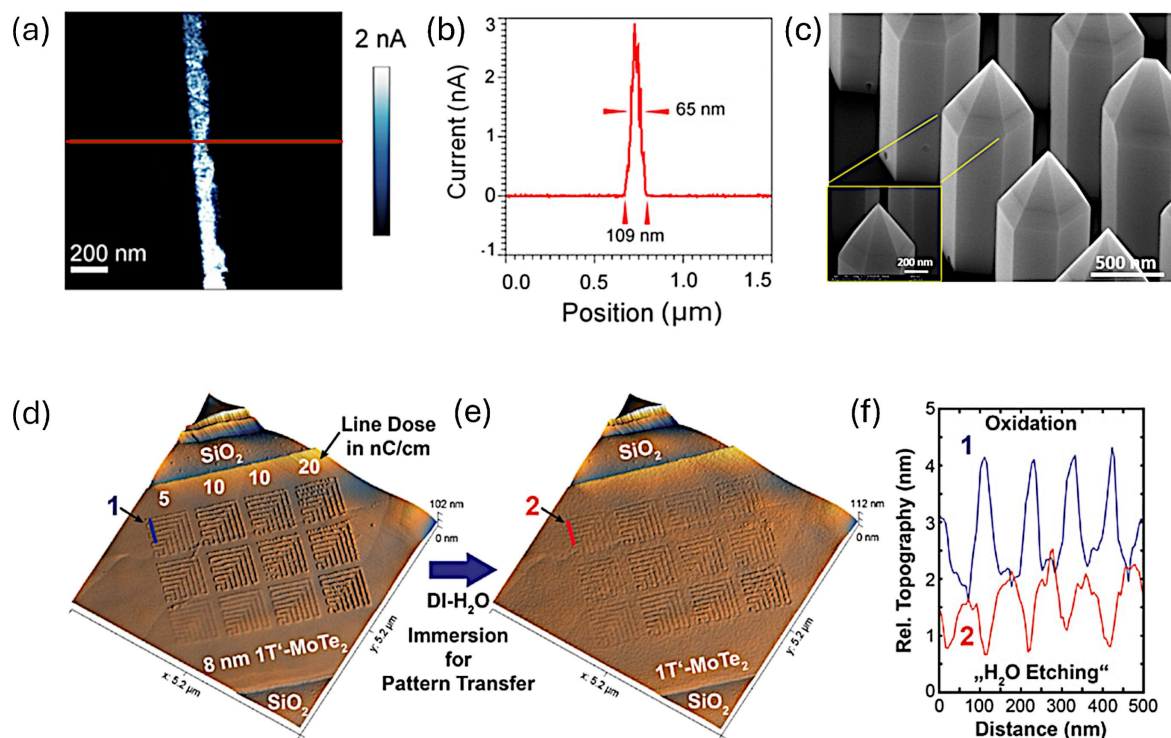 (a)
2 nA
200 nm
(b)
Current (nA)
3
2
1
0
-1
65 nm
109 nm
0.0
0.5
1.0
1.5
Position (µm)
(c)
200 nm
500 nm
(d)
SiO2
Line Dose
in nC/cm
5 10 10 20
1
102 nm
0 nm
8 nm 1T‘-MoTe2
SiO2
x: 5.2 µm
y: 5.2 µm
DI-H2O
Immersion
for
Pattern Transfer
(e)
SiO2
2
112 nm
0 nm
1T‘-MoTe2
SiO2
x: 5.2 µm
y: 5.2 µm
(f)
Rel. Topography (nm)
5
4
3
2
1
0
Oxidation
1
2
„H2O Etching“
0 100 200 300 400 500
Distance (nm)